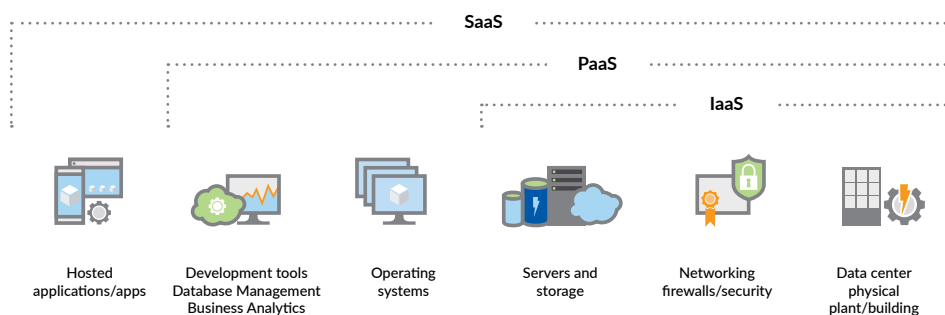 SaaS
PaaS
IaaS
Hosted
applications/apps
Development tools
Database Management
Business Analytics
Operating
systems
Servers and
storage
Networking
firewalls/security
Data center
physical
plant/building